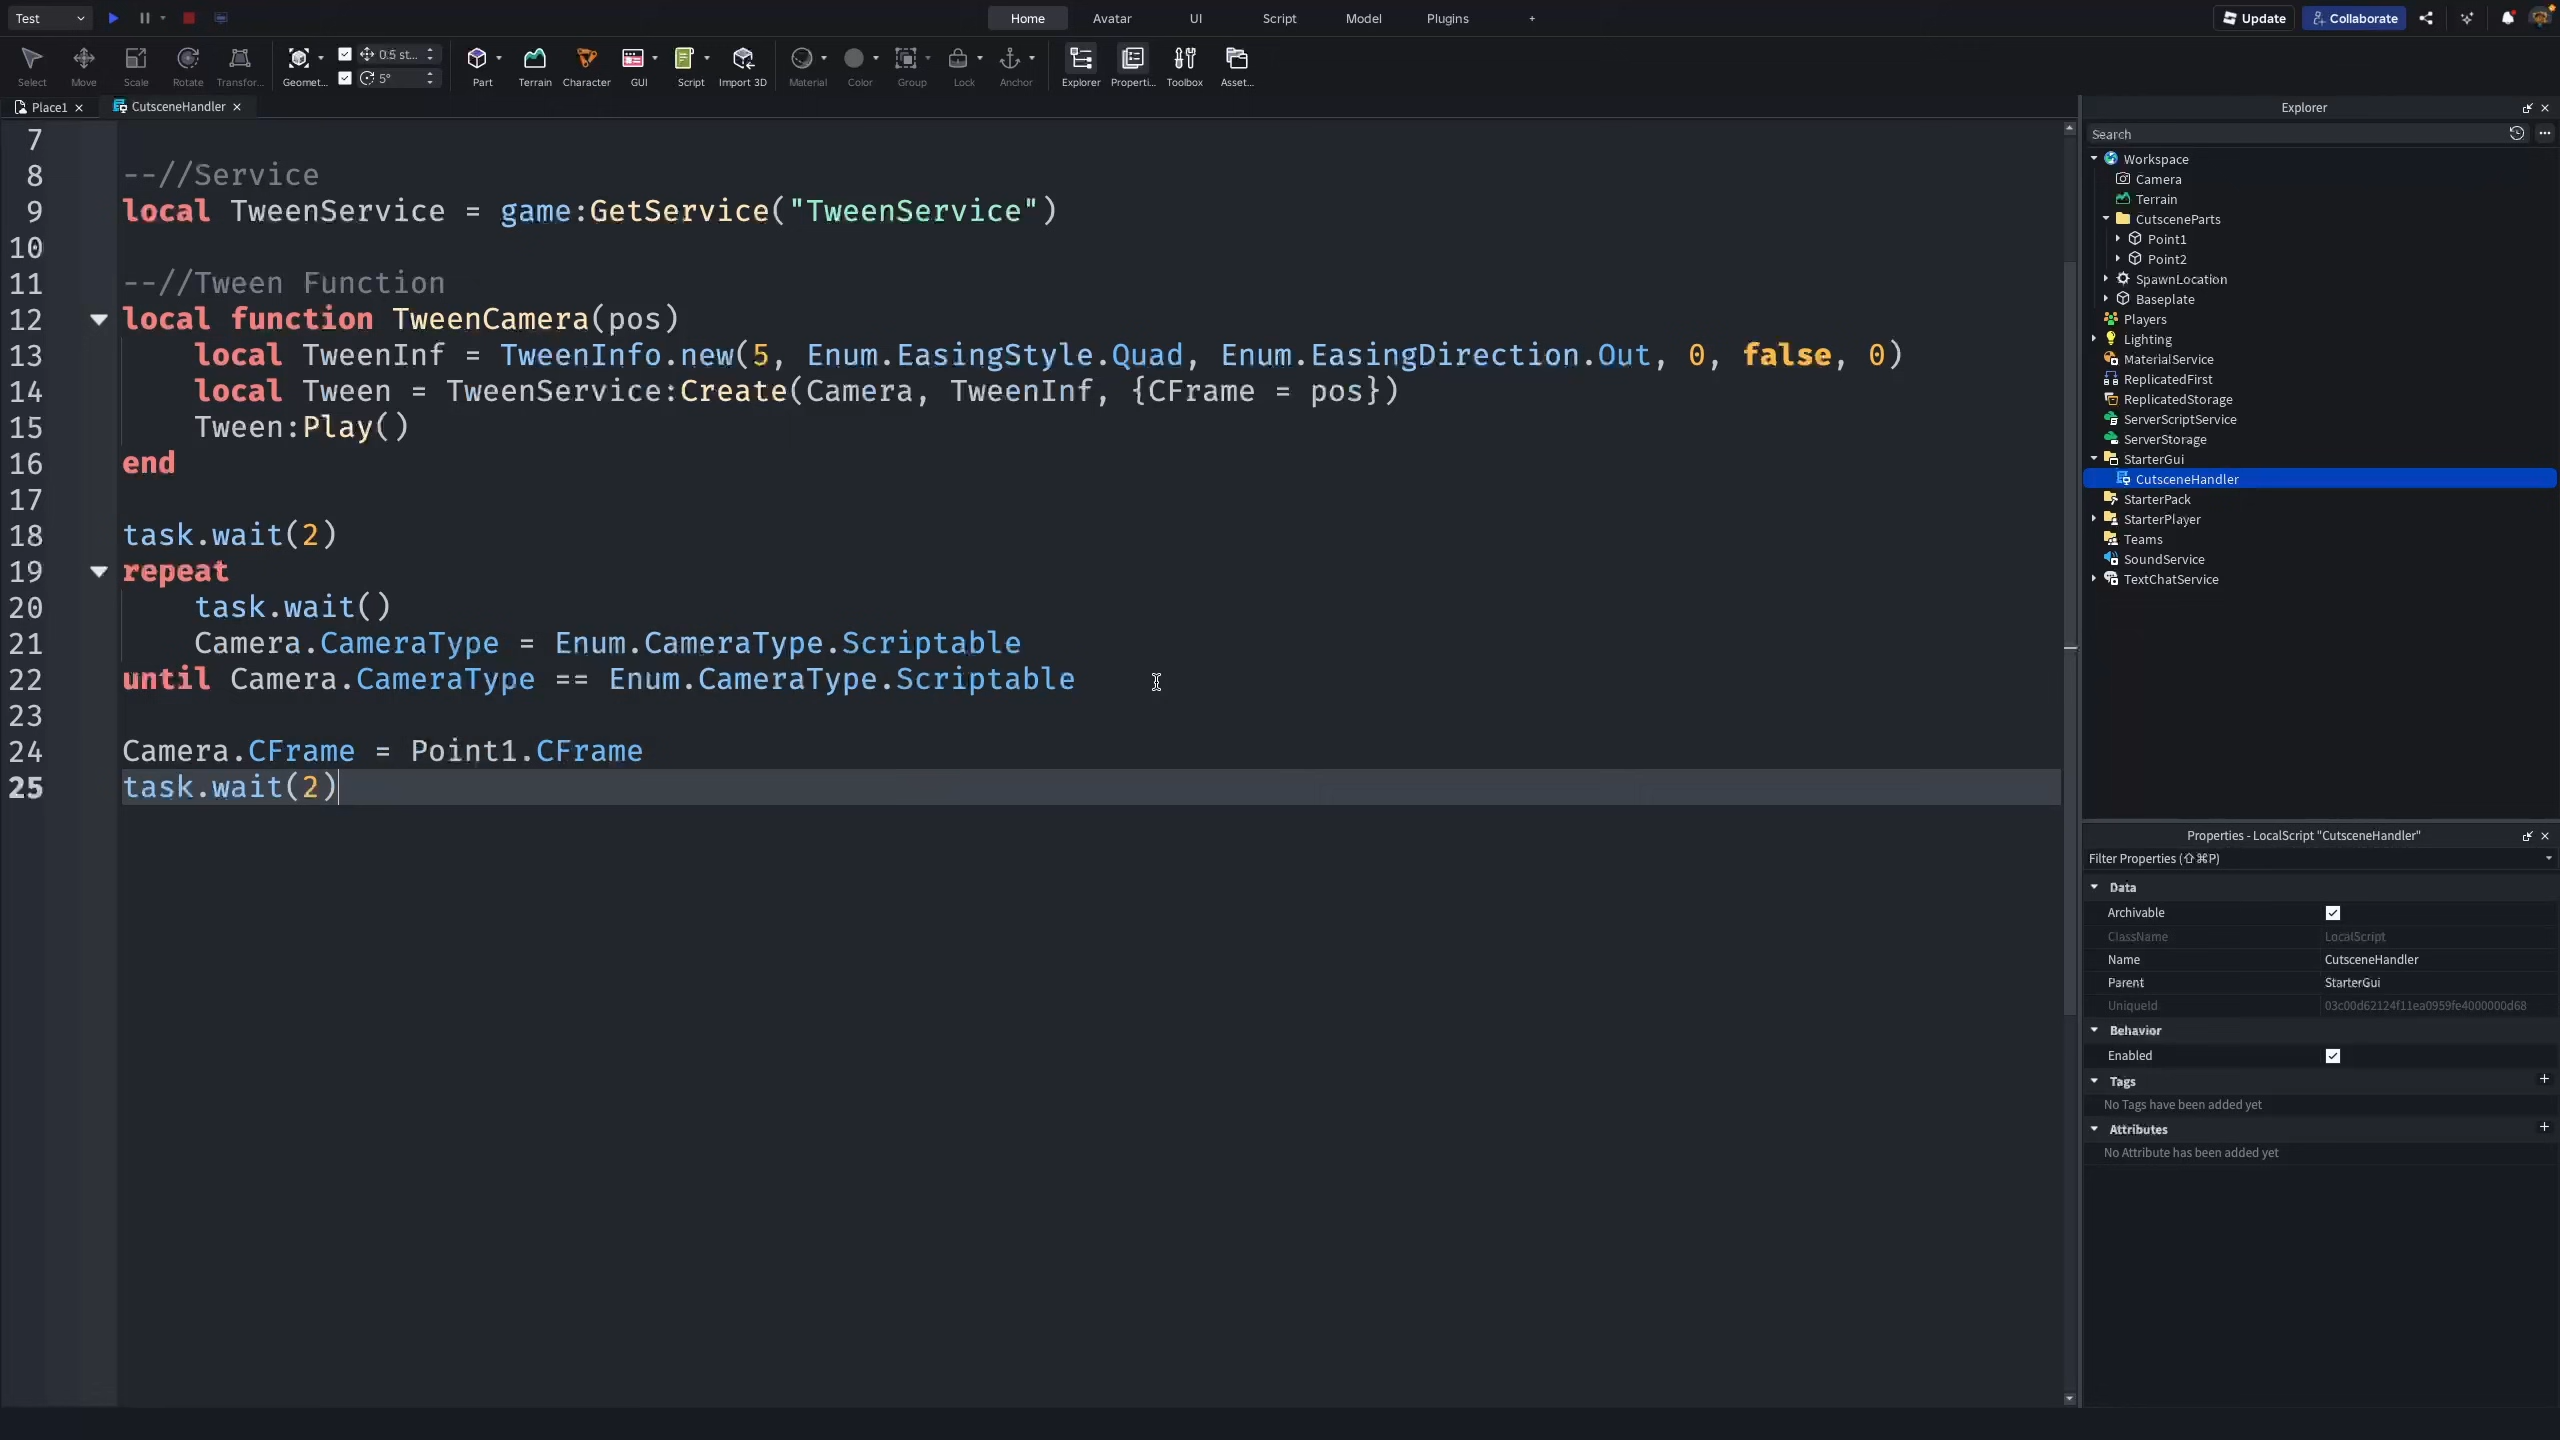 Test
Home
Avatar
UI
Script
Model
Plugins
+
Update
Collaborate
Select
Move
Scale
Rotate
Transfor...
Geomet...
0.5 st...
5°
Part
Terrain
Character
GUI
Script
Import 3D
Material
Color
Group
Lock
Anchor
Explorer
Properti...
Toolbox
Asset...
Place1
CutsceneHandler
7
8 --//Service
9 local TweenService = game:GetService("TweenService")
10
11 --//Tween Function
12 local function TweenCamera(pos)
13 local TweenInf = TweenInfo.new(5, Enum.EasingStyle.Quad, Enum.EasingDirection.Out, 0, false, 0)
14 local Tween = TweenService:Create(Camera, TweenInf, {CFrame = pos})
15 Tween:Play()
16 end
17
18 task.wait(2)
19 repeat
20 task.wait()
21 Camera.CameraType = Enum.CameraType.Scriptable
22 until Camera.CameraType == Enum.CameraType.Scriptable
23
24 Camera.CFrame = Point1.CFrame
25 task.wait(2)
Explorer
Search
Workspace
Camera
Terrain
CutsceneParts
Point1
Point2
SpawnLocation
Baseplate
Players
Lighting
MaterialService
ReplicatedFirst
ReplicatedStorage
ServerScriptService
ServerStorage
StarterGui
CutsceneHandler
StarterPack
StarterPlayer
Teams
SoundService
TextChatService
Properties - LocalScript "CutsceneHandler"
Filter Properties (⇧⌘P)
Data
Archivable
ClassName LocalScript
Name CutsceneHandler
Parent StarterGui
UniqueId 03c00d62124f11ea0959fe4000000d68
Behavior
Enabled
Tags +
No Tags have been added yet
Attributes +
No Attribute has been added yet